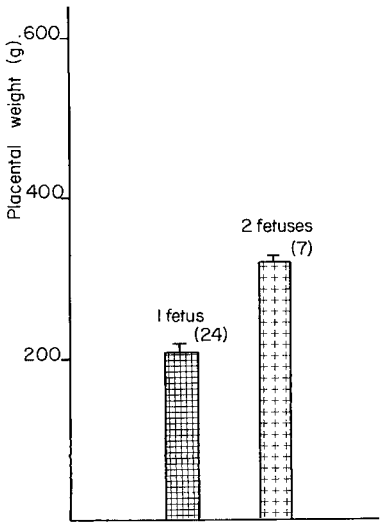 Placental weight (g).
600
400
200
2 fetuses
(7)
1 fetus
(24)